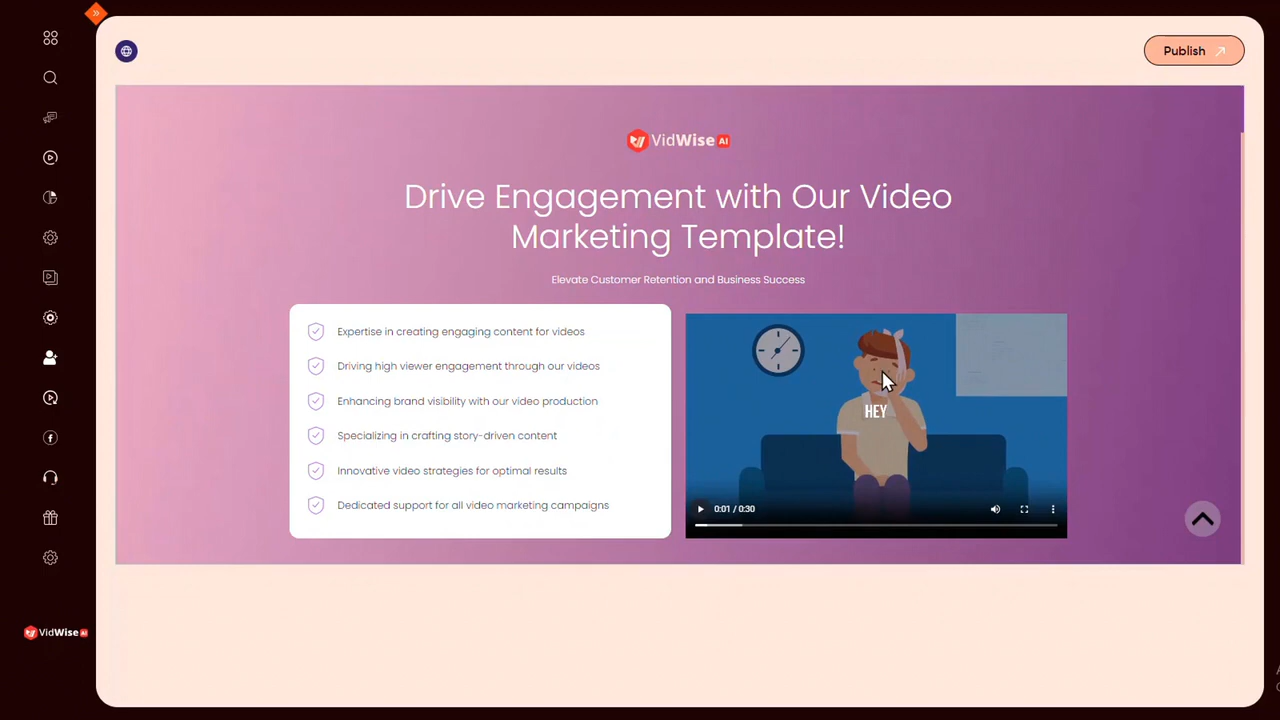 Publish
VidWise AI
Drive Engagement with Our Video
Marketing Template!
Elevate Customer Retention and Business Success
Expertise in creating engaging content for videos
Driving high viewer engagement through our videos
Enhancing brand visibility with our video production
Specializing in crafting story-driven content
Innovative video strategies for optimal results
Dedicated support for all video marketing campaigns
HEY
0:01 / 0:30
VidWise AI